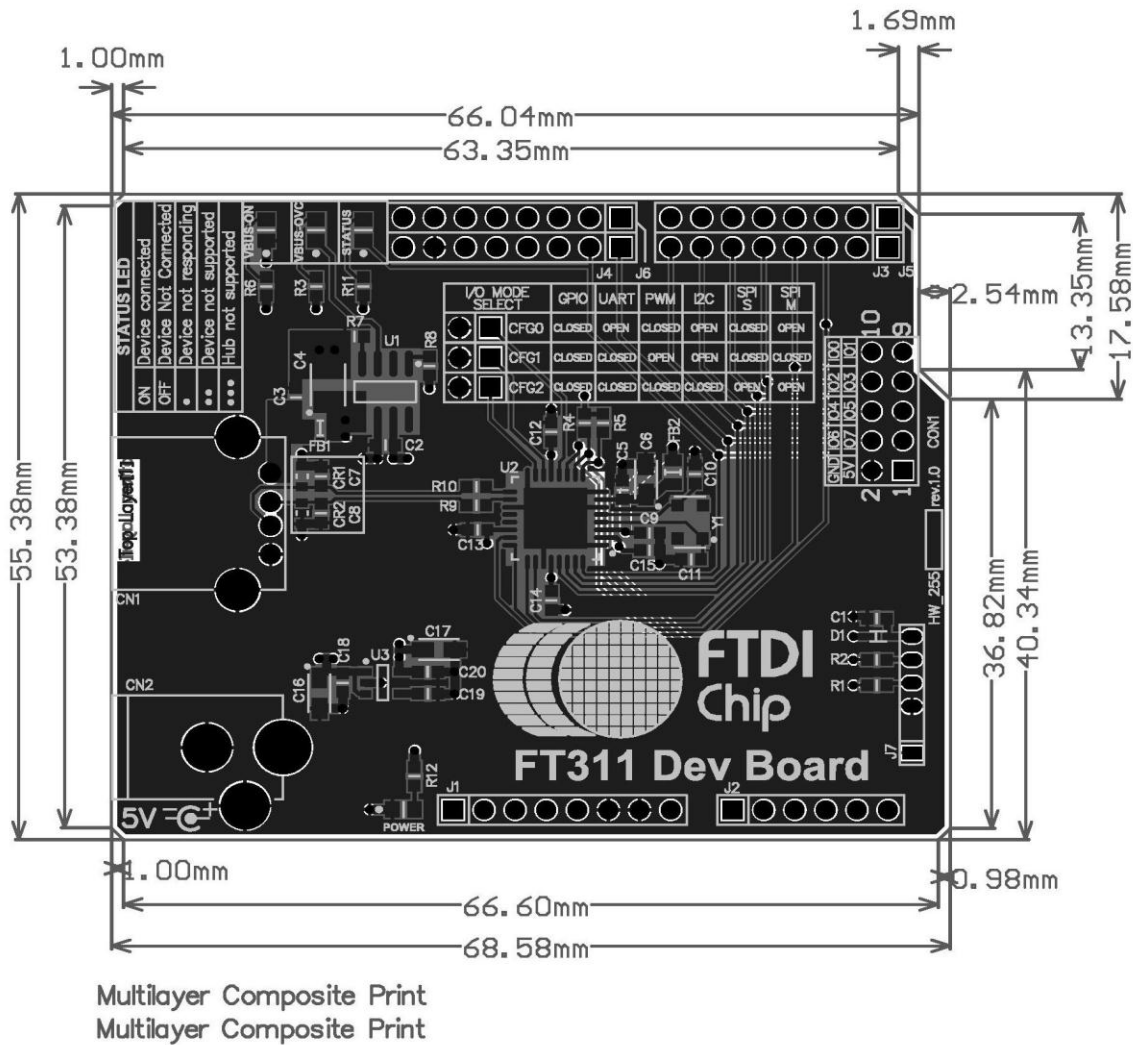 1.69mm
1.00mm
66.04mm
63.35mm
STATUS LED
ON Device connected
OFF Device Not Connected
• Device not responding
•• Device not supported
••• Hub not supported
VBUS-ON
VBUS-OVC
STATUS
R6
R3
R11
J4 J6
J3 J5
I/O MODE SELECT GPIO UART PWM I2C SPI S SPI M
CFG0 CLOSED OPEN CLOSED OPEN CLOSED OPEN
CFG1 CLOSED CLOSED OPEN OPEN CLOSED CLOSED
CFG2 CLOSED CLOSED CLOSED CLOSED OPEN OPEN
55.38mm
53.38mm
13.35mm
17.58mm
2.54mm
R7
U1
R8
C4
C3
FB1
C2
C12
R4
R5
C5
C6
FB2
C10
10
9
IO0 IO1
IO2 IO3
IO4 IO5
IO6 IO7
GND 5V
2
1
CON1
rev.1.0
HW_255
CR1 C7
CR2 C8
U2
R10
R9
C13
C9
Y1
C15
C11
C14
Top Layer(1)
CN1
36.82mm
40.34mm
C1
D1
R2
R1
J7
CN2
C18
U3
C16
C17
C20
C19
FTDI
Chip
FT311 Dev Board
R12
J1
J2
5V
POWER
1.00mm
0.98mm
66.60mm
68.58mm
Multilayer Composite Print
Multilayer Composite Print